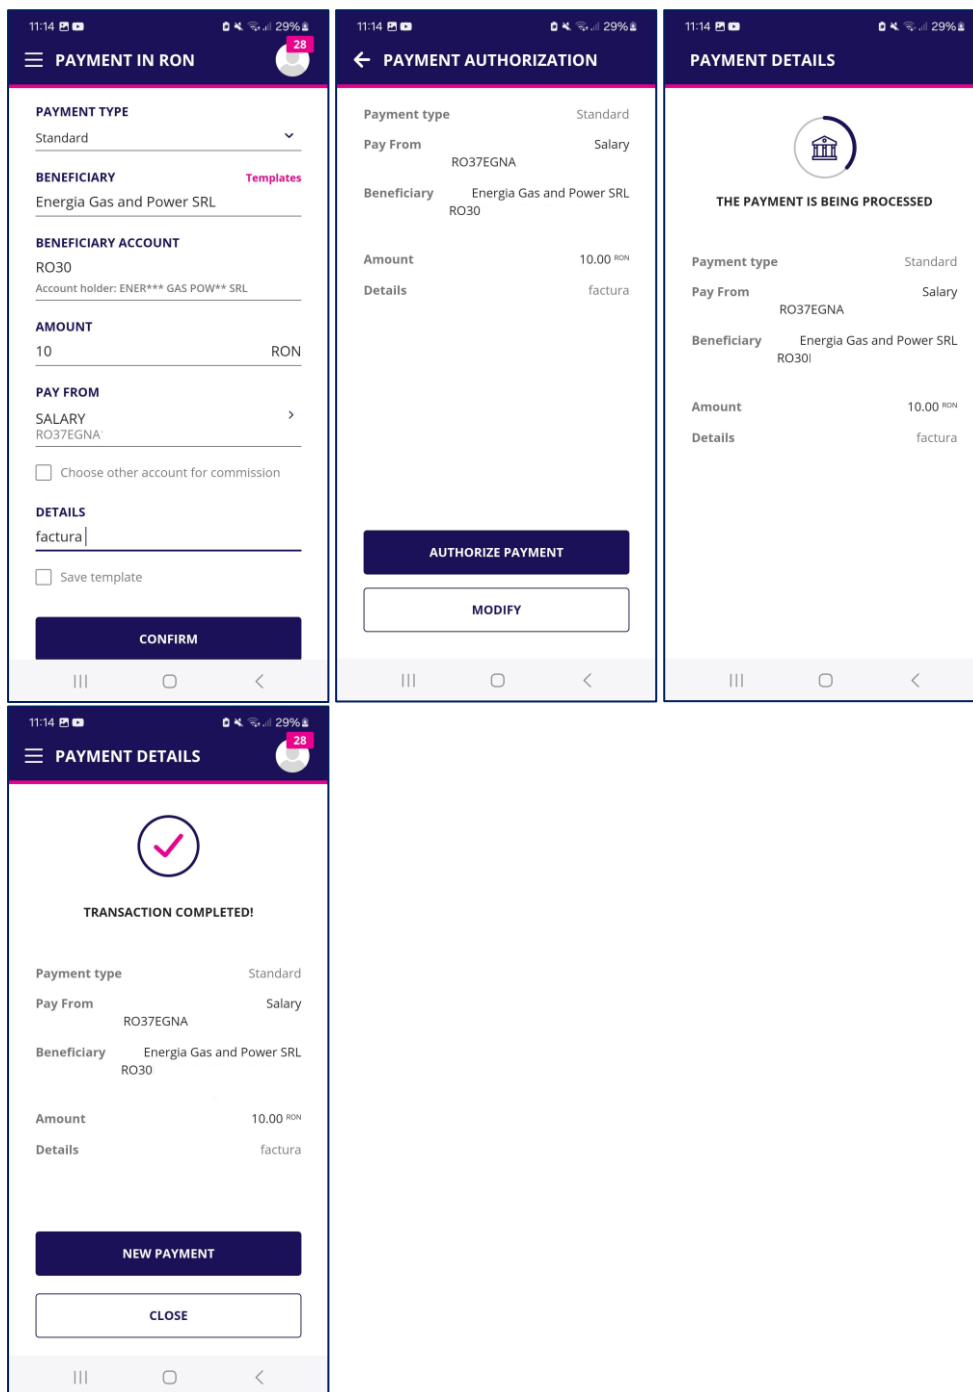 11:14
29%
PAYMENT IN RON
28
PAYMENT TYPE
Standard
BENEFICIARY
Templates
Energia Gas and Power SRL
BENEFICIARY ACCOUNT
RO30
Account holder: ENER*** GAS POW** SRL
AMOUNT
10 RON
PAY FROM
SALARY
RO37EGNA
Choose other account for commission
DETAILS
factura
Save template
CONFIRM
11:14
29%
PAYMENT AUTHORIZATION
Payment type Standard
Pay From Salary
RO37EGNA
Beneficiary Energia Gas and Power SRL
RO30
Amount 10.00 RON
Details factura
AUTHORIZE PAYMENT
MODIFY
11:14
29%
PAYMENT DETAILS
THE PAYMENT IS BEING PROCESSED
Payment type Standard
Pay From Salary
RO37EGNA
Beneficiary Energia Gas and Power SRL
RO30
Amount 10.00 RON
Details factura
11:14
29%
PAYMENT DETAILS
28
TRANSACTION COMPLETED!
Payment type Standard
Pay From Salary
RO37EGNA
Beneficiary Energia Gas and Power SRL
RO30
Amount 10.00 RON
Details factura
NEW PAYMENT
CLOSE